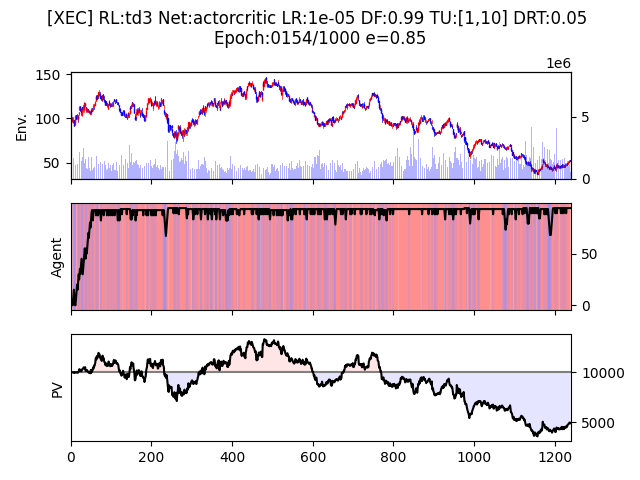 [XEC] RL:td3 Net:actorcritic LR:1e-05 DF:0.99 TU:[1,10] DRT:0.05
Epoch:0154/1000 e=0.85
1e6
150
100
50
Env.
5
0
Agent
50
0
PV
10000
5000
0
200
400
600
800
1000
1200